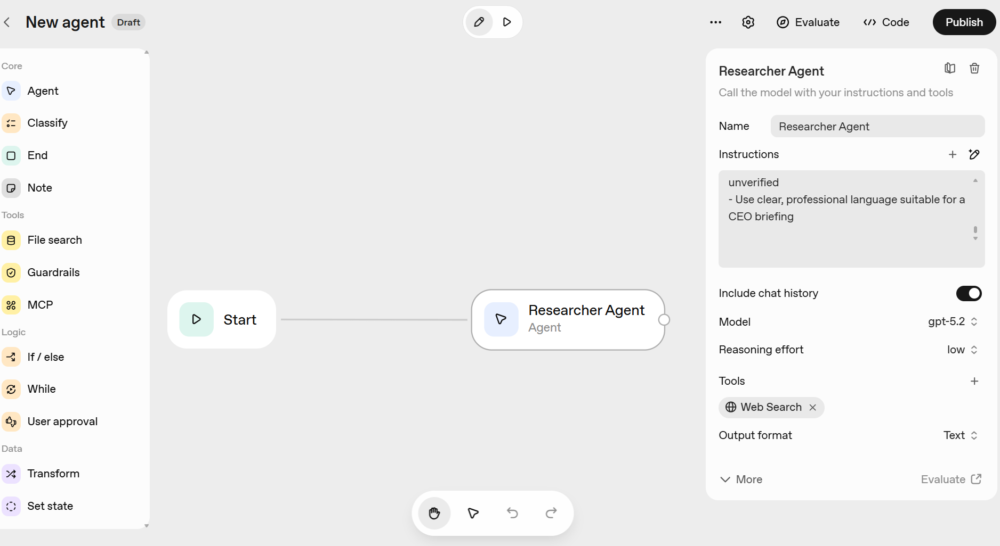 New agent
Draft
Evaluate
Code
Publish
Core
Agent
Classify
End
Note
Tools
File search
Guardrails
MCP
Logic
If / else
While
User approval
Data
Transform
Set state
Start
Researcher Agent
Agent
Researcher Agent
Call the model with your instructions and tools
Name
Researcher Agent
Instructions
unverified
- Use clear, professional language suitable for a
CEO briefing
Include chat history
Model
gpt-5.2
Reasoning effort
low
Tools
Web Search
Output format
Text
More
Evaluate